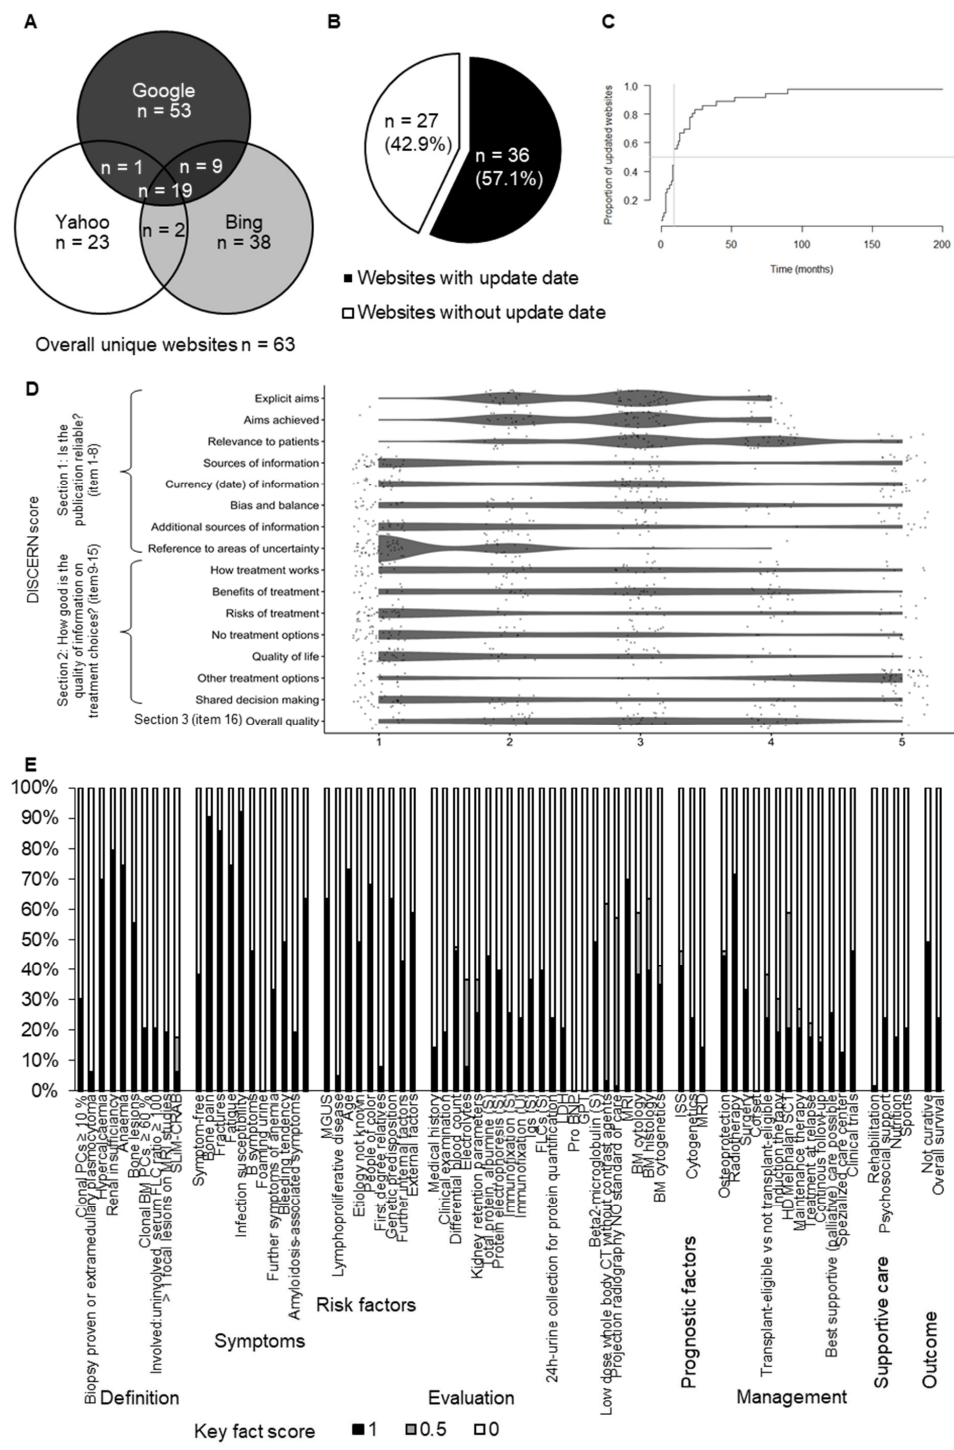 A
Google
n = 53
n = 1
n = 9
n = 19
Yahoo
n = 23
n = 2
Bing
n = 38
Overall unique websites n = 63
B
n = 27
(42.9%)
n = 36
(57.1%)
Websites with update date
Websites without update date
C
Proportion of updated websites
1.0
0.8
0.6
0.4
0.2
0
50
100
150
200
Time (months)
D
DISCERN score
Section 1: Is the
publication reliable?
(item 1-8)
Section 2: How good is the
quality of information on
treatment choices? (item9-15)
Explicit aims
Aims achieved
Relevance to patients
Sources of information
Currency (date) of information
Bias and balance
Additional sources of information
Reference to areas of uncertainty
How treatment works
Benefits of treatment
Risks of treatment
No treatment options
Quality of life
Other treatment options
Shared decision making
Section 3 (item 16) Overall quality
1
2
3
4
5
E
100%
90%
80%
70%
60%
50%
40%
30%
20%
10%
0%
Clonal PCs ≥ 10 %
Biopsy proven or extramedullary plasmocytoma
Hypercalcaemia
Renal insufficiency
Anaemia
Bone lesions
Clonal BM PCs ≥ 60 %
Involved:uninvolved serum FLC ratio ≥ 100
> 1 focal lesions on MRI studies
SLIM-CRAB
Symptom-free
Bone pain
Fractures
Fatigue
Infection susceptibility
B symptoms
Foaming urine
Further symptoms of anemia
Bleeding tendency
Amyloidosis-associated symptoms
MGUS
Lymphoproliferative disease
Age
Etiology not known
People of color
First degree relatives
Genetic predisposition
Further internal factors
External factors
Medical history
Clinical examination
Differential blood count
Electrolytes
Kidney retention parameters
Total protein, albumine (S)
Protein electrophoresis (S)
Immunofixation (S)
Immunofixation (U)
Igs (S)
FLCs (S)
24h-urine collection for protein quantification
LDH
Pro BNP
GPT
Beta2-microglobulin (S)
Low dose whole body CT without contrast agents
Projection radiography NO standard of care
MRI
BM cytology
BM histology
BM cytogenetics
ISS
Cytogenetics
MRD
Osteoprotection
Radiotherapy
Surgery
Transplant-eligible vs not transplant-eligible
Induction therapy
HD Melphalan SCT
Maintenance therapy
Treatment at relapse
Continous follow-up
Best supportive (palliative) care possible
Spezialized care center
Clinical trials
Rehabilitation
Psychosocial support
Nutrition
Sports
Not curative
Overall survival
Definition
Symptoms
Risk factors
Evaluation
Prognostic factors
Management
Supportive care
Outcome
Key fact score
1
0.5
0